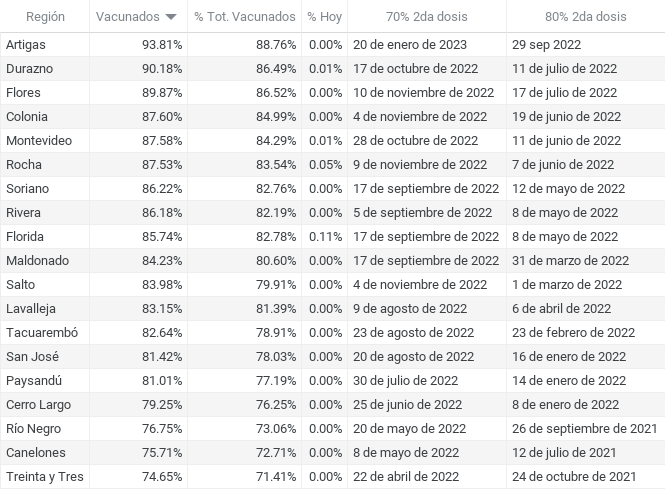 Región Vacunados % Tot. Vacunados % Hoy 70% 2da dosis 80% 2da dosis
Artigas 93.81% 88.76% 0.00% 20 de enero de 2023 29 sep 2022
Durazno 90.18% 86.49% 0.01% 17 de octubre de 2022 11 de julio de 2022
Flores 89.87% 86.52% 0.00% 10 de noviembre de 2022 17 de julio de 2022
Colonia 87.60% 84.99% 0.00% 4 de noviembre de 2022 19 de junio de 2022
Montevideo 87.58% 84.29% 0.01% 28 de octubre de 2022 11 de junio de 2022
Rocha 87.53% 83.54% 0.05% 9 de noviembre de 2022 7 de junio de 2022
Soriano 86.22% 82.76% 0.00% 17 de septiembre de 2022 12 de mayo de 2022
Rivera 86.18% 82.19% 0.00% 5 de septiembre de 2022 8 de mayo de 2022
Florida 85.74% 82.78% 0.11% 17 de septiembre de 2022 8 de mayo de 2022
Maldonado 84.23% 80.60% 0.00% 17 de septiembre de 2022 31 de marzo de 2022
Salto 83.98% 79.91% 0.00% 4 de noviembre de 2022 1 de marzo de 2022
Lavalleja 83.15% 81.39% 0.00% 9 de agosto de 2022 6 de abril de 2022
Tacuarembó 82.64% 78.91% 0.00% 23 de agosto de 2022 23 de febrero de 2022
San José 81.42% 78.03% 0.00% 20 de agosto de 2022 16 de enero de 2022
Paysandú 81.01% 77.19% 0.00% 30 de julio de 2022 14 de enero de 2022
Cerro Largo 79.25% 76.25% 0.00% 25 de junio de 2022 8 de enero de 2022
Río Negro 76.75% 73.06% 0.00% 20 de mayo de 2022 26 de septiembre de 2021
Canelones 75.71% 72.71% 0.00% 8 de mayo de 2022 12 de julio de 2021
Treinta y Tres 74.65% 71.41% 0.00% 22 de abril de 2022 24 de octubre de 2021